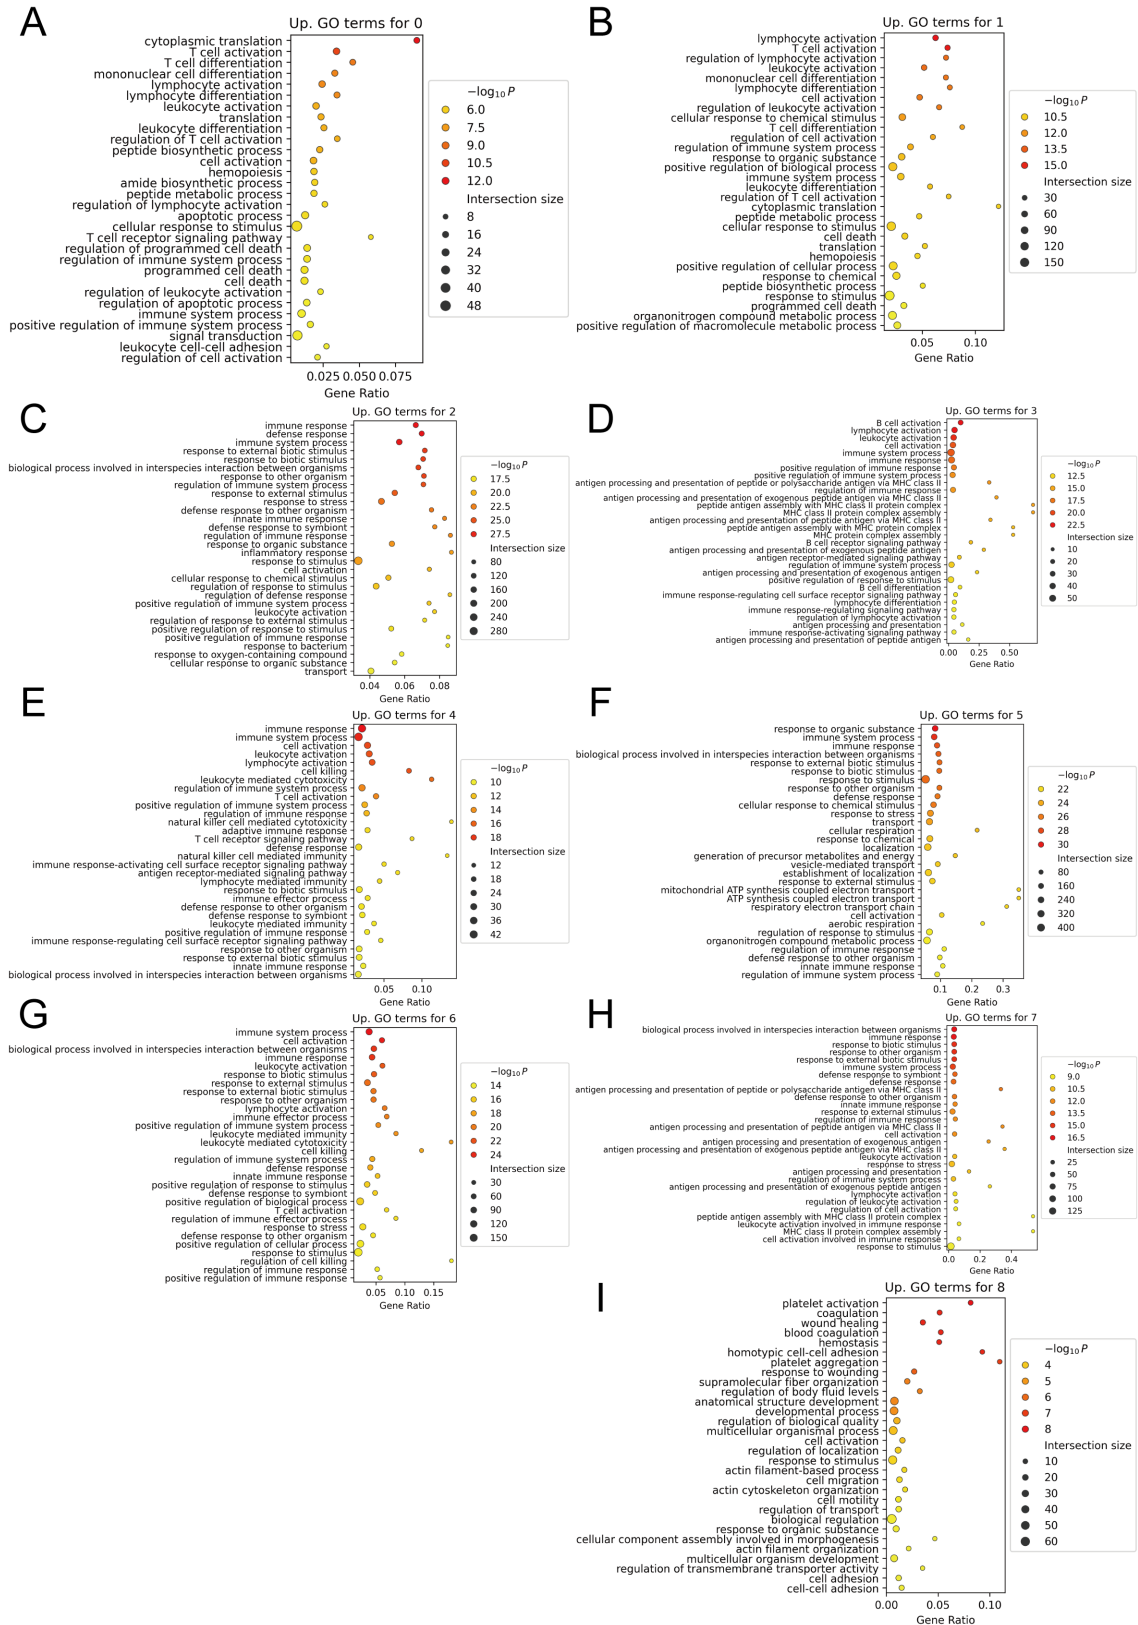 A
Up. GO terms for 0
cytoplasmic translation
T cell activation
T cell differentiation
mononuclear cell differentiation
lymphocyte activation
lymphocyte differentiation
leukocyte activation
translation
leukocyte differentiation
regulation of T cell activation
peptide biosynthetic process
cell activation
hemopoiesis
amide biosynthetic process
peptide metabolic process
regulation of lymphocyte activation
apoptotic process
cellular response to stimulus
T cell receptor signaling pathway
regulation of programmed cell death
regulation of immune system process
programmed cell death
cell death
regulation of leukocyte activation
regulation of apoptotic process
immune system process
positive regulation of immune system process
signal transduction
leukocyte cell-cell adhesion
regulation of cell activation
0.025 0.050 0.075
Gene Ratio
−log10 P
6.0
7.5
9.0
10.5
12.0
Intersection size
8
16
24
32
40
48
B
Up. GO terms for 1
lymphocyte activation
T cell activation
regulation of lymphocyte activation
leukocyte activation
mononuclear cell differentiation
lymphocyte differentiation
cell activation
regulation of leukocyte activation
cellular response to chemical stimulus
T cell differentiation
regulation of cell activation
regulation of immune system process
response to organic substance
positive regulation of biological process
immune system process
leukocyte differentiation
regulation of T cell activation
cytoplasmic translation
peptide metabolic process
cellular response to stimulus
cell death
translation
hemopoiesis
positive regulation of cellular process
response to chemical
peptide biosynthetic process
response to stimulus
programmed cell death
organonitrogen compound metabolic process
positive regulation of macromolecule metabolic process
0.05 0.10
Gene Ratio
−log10 P
10.5
12.0
13.5
15.0
Intersection size
30
60
90
120
150
C
Up. GO terms for 2
immune response
defense response
immune system process
response to external biotic stimulus
response to biotic stimulus
biological process involved in interspecies interaction between organisms
response to other organism
regulation of immune system process
response to external stimulus
response to stress
defense response to other organism
innate immune response
defense response to symbiont
regulation of immune response
response to organic substance
inflammatory response
response to stimulus
cell activation
cellular response to chemical stimulus
regulation of response to stimulus
regulation of defense response
positive regulation of immune system process
leukocyte activation
regulation of response to external stimulus
positive regulation of response to stimulus
positive regulation of immune response
response to bacterium
response to oxygen-containing compound
cellular response to organic substance
transport
0.04 0.06 0.08
Gene Ratio
−log10 P
17.5
20.0
22.5
25.0
27.5
Intersection size
80
120
160
200
240
280
D
Up. GO terms for 3
B cell activation
lymphocyte activation
leukocyte activation
cell activation
immune system process
immune response
positive regulation of immune response
positive regulation of immune system process
antigen processing and presentation of peptide or polysaccharide antigen via MHC class II
regulation of immune response
antigen processing and presentation of exogenous peptide antigen via MHC class II
peptide antigen assembly with MHC class II protein complex
MHC class II protein complex assembly
antigen processing and presentation of peptide antigen via MHC class II
peptide antigen assembly with MHC protein complex
MHC protein complex assembly
B cell receptor signaling pathway
antigen processing and presentation of exogenous peptide antigen
antigen receptor-mediated signaling pathway
regulation of immune system process
antigen processing and presentation of exogenous antigen
positive regulation of response to stimulus
B cell differentiation
immune response-regulating cell surface receptor signaling pathway
lymphocyte differentiation
immune response-regulating signaling pathway
regulation of lymphocyte activation
antigen processing and presentation
immune response-activating signaling pathway
antigen processing and presentation of peptide antigen
0.00 0.25 0.50
Gene Ratio
−log10 P
12.5
15.0
17.5
20.0
22.5
Intersection size
10
20
30
40
50
E
Up. GO terms for 4
immune response
immune system process
cell activation
leukocyte activation
lymphocyte activation
cell killing
leukocyte mediated cytotoxicity
regulation of immune system process
T cell activation
positive regulation of immune system process
regulation of immune response
natural killer cell mediated cytotoxicity
adaptive immune response
T cell receptor signaling pathway
defense response
natural killer cell mediated immunity
immune response-activating cell surface receptor signaling pathway
antigen receptor-mediated signaling pathway
lymphocyte mediated immunity
response to biotic stimulus
immune effector process
defense response to other organism
defense response to symbiont
leukocyte mediated immunity
positive regulation of immune response
immune response-regulating cell surface receptor signaling pathway
response to other organism
response to external biotic stimulus
innate immune response
biological process involved in interspecies interaction between organisms
0.05 0.10
Gene Ratio
−log10 P
10
12
14
16
18
Intersection size
12
18
24
30
36
42
F
Up. GO terms for 5
response to organic substance
immune system process
immune response
biological process involved in interspecies interaction between organisms
response to external biotic stimulus
response to biotic stimulus
response to stimulus
response to other organism
defense response
cellular response to chemical stimulus
response to stress
transport
cellular respiration
response to chemical
localization
generation of precursor metabolites and energy
vesicle-mediated transport
establishment of localization
response to external stimulus
mitochondrial ATP synthesis coupled electron transport
ATP synthesis coupled electron transport
respiratory electron transport chain
cell activation
aerobic respiration
regulation of response to stimulus
organonitrogen compound metabolic process
regulation of immune response
defense response to other organism
innate immune response
regulation of immune system process
0.1 0.2 0.3
Gene Ratio
−log10 P
22
24
26
28
30
Intersection size
80
160
240
320
400
G
Up. GO terms for 6
immune system process
cell activation
biological process involved in interspecies interaction between organisms
immune response
leukocyte activation
response to biotic stimulus
response to external stimulus
response to external biotic stimulus
response to other organism
lymphocyte activation
immune effector process
positive regulation of immune system process
leukocyte mediated immunity
leukocyte mediated cytotoxicity
cell killing
regulation of immune system process
defense response
innate immune response
positive regulation of response to stimulus
defense response to symbiont
positive regulation of biological process
T cell activation
regulation of immune effector process
response to stress
defense response to other organism
positive regulation of cellular process
response to stimulus
regulation of cell killing
regulation of immune response
positive regulation of immune response
0.05 0.10 0.15
Gene Ratio
−log10 P
14
16
18
20
22
24
Intersection size
30
60
90
120
150
H
Up. GO terms for 7
biological process involved in interspecies interaction between organisms
immune response
response to biotic stimulus
response to other organism
response to external biotic stimulus
immune system process
defense response to symbiont
defense response
antigen processing and presentation of peptide or polysaccharide antigen via MHC class II
defense response to other organism
innate immune response
response to external stimulus
regulation of immune response
antigen processing and presentation of peptide antigen via MHC class II
cell activation
antigen processing and presentation of exogenous antigen
antigen processing and presentation of exogenous peptide antigen via MHC class II
leukocyte activation
response to stress
antigen processing and presentation
regulation of immune system process
antigen processing and presentation of exogenous peptide antigen
lymphocyte activation
regulation of leukocyte activation
regulation of cell activation
peptide antigen assembly with MHC class II protein complex
leukocyte activation involved in immune response
MHC class II protein complex assembly
cell activation involved in immune response
response to stimulus
0.0 0.2 0.4
Gene Ratio
−log10 P
9.0
10.5
12.0
13.5
15.0
16.5
Intersection size
25
50
75
100
125
I
Up. GO terms for 8
platelet activation
coagulation
wound healing
blood coagulation
hemostasis
homotypic cell-cell adhesion
platelet aggregation
response to wounding
supramolecular fiber organization
regulation of body fluid levels
anatomical structure development
developmental process
regulation of biological quality
multicellular organismal process
cell activation
regulation of localization
response to stimulus
actin filament-based process
cell migration
actin cytoskeleton organization
cell motility
regulation of transport
biological regulation
response to organic substance
cellular component assembly involved in morphogenesis
actin filament organization
multicellular organism development
regulation of transmembrane transporter activity
cell adhesion
cell-cell adhesion
0.00 0.05 0.10
Gene Ratio
−log10 P
4
5
6
7
8
Intersection size
10
20
30
40
50
60